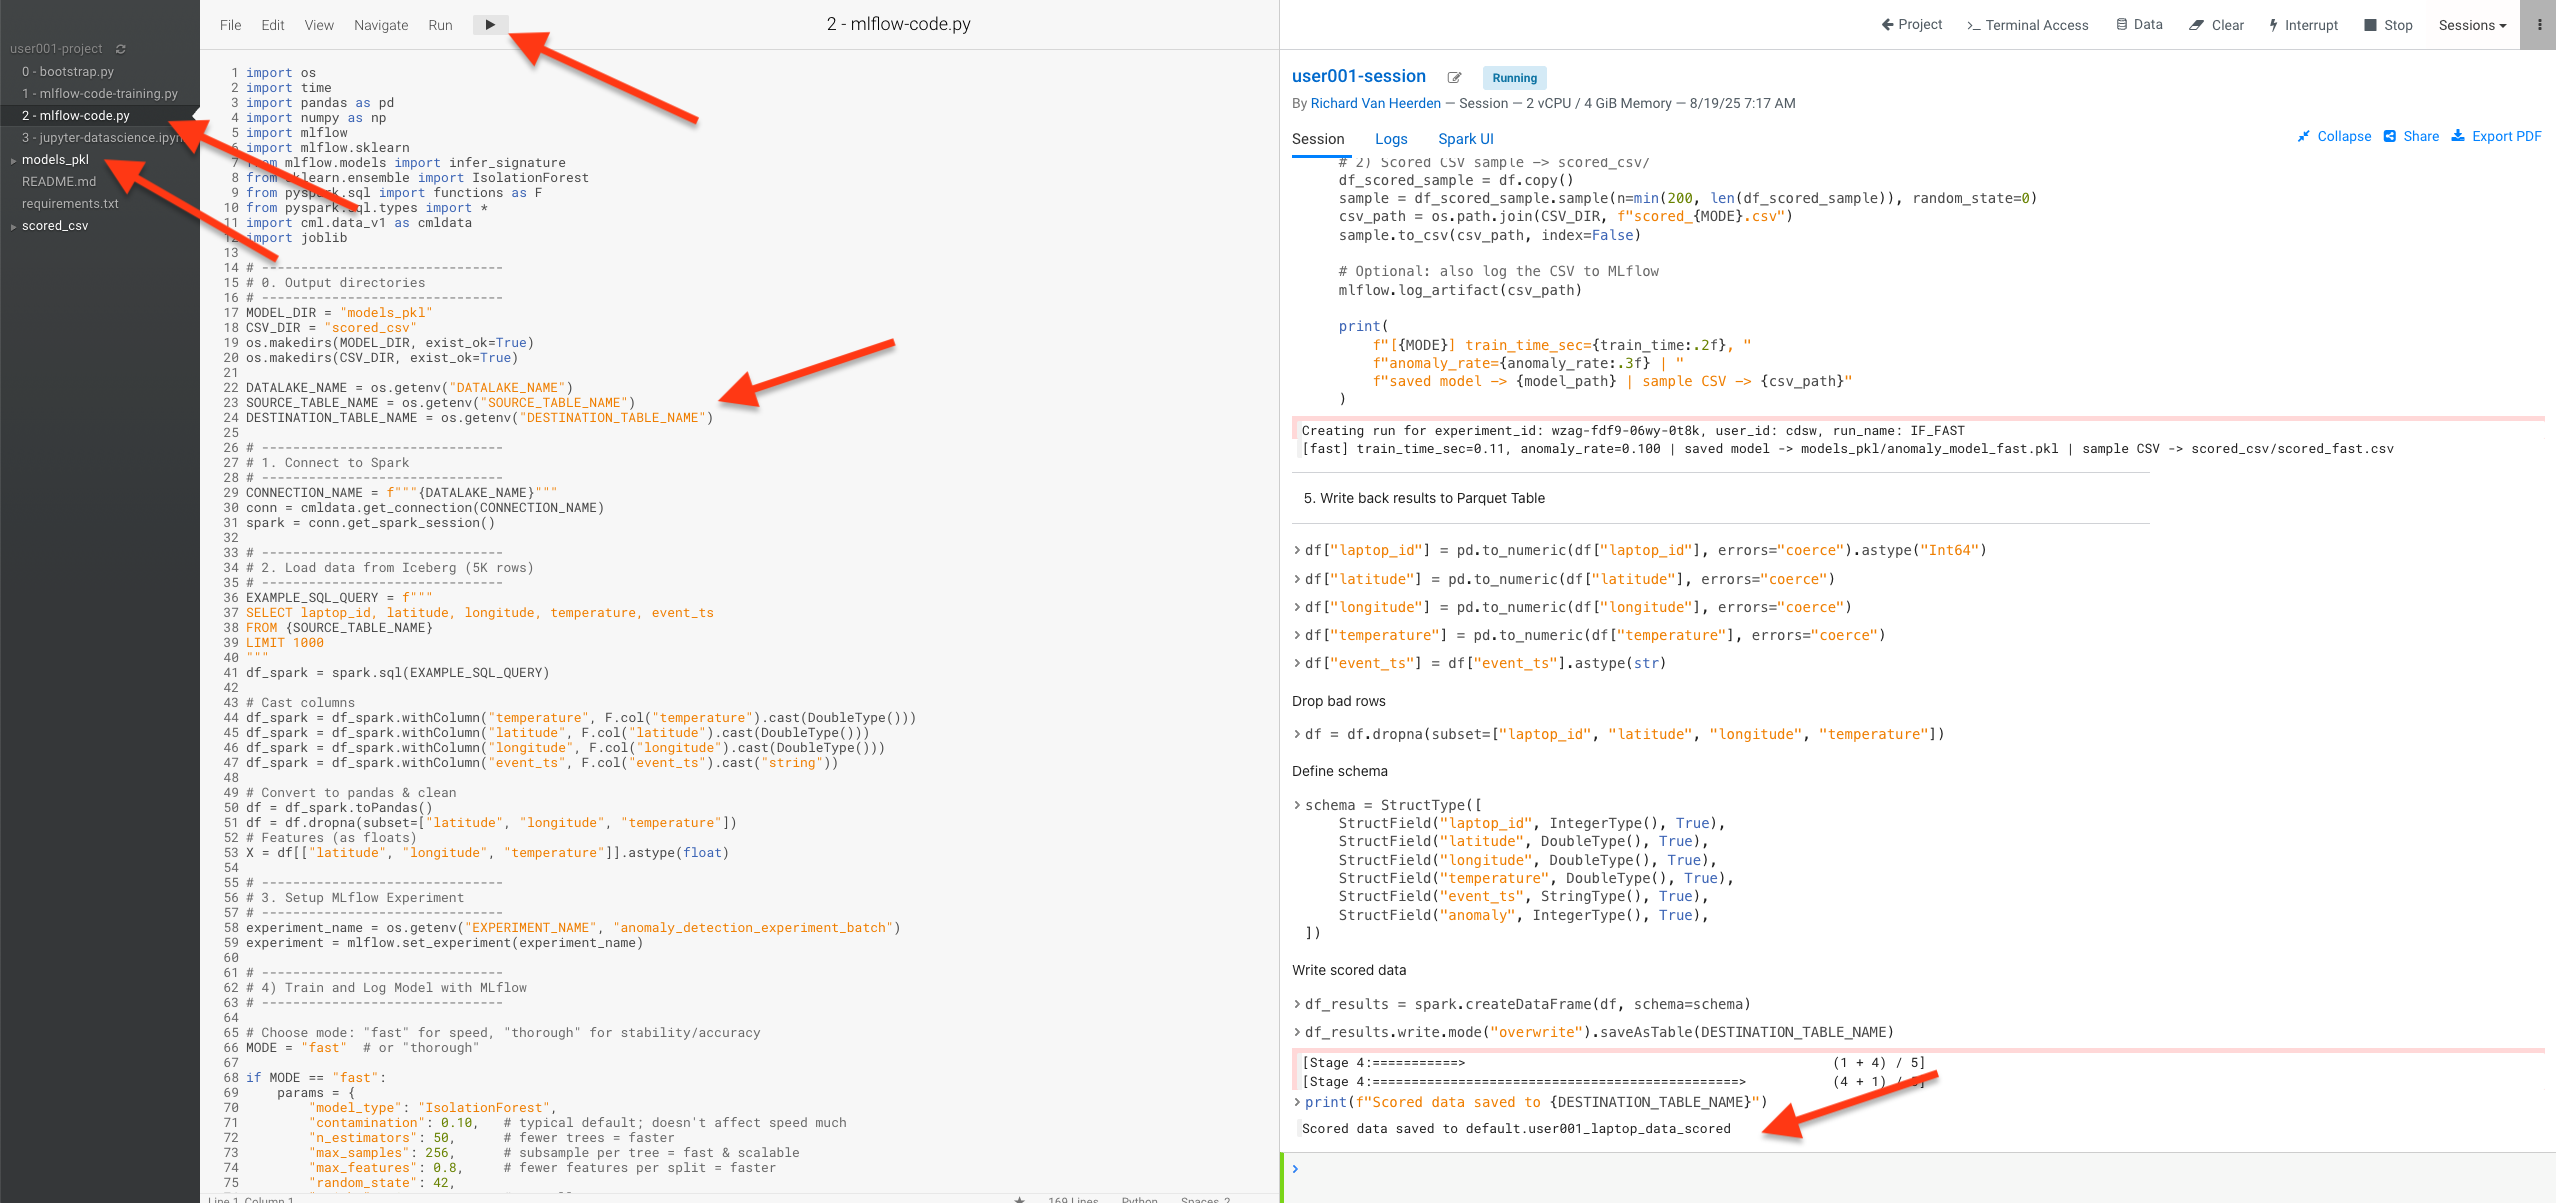 user001-project
0 - bootstrap.py
1 - mlflow-code-training.py
2 - mlflow-code.py
3 - jupyter-datascience.ipyn
models_pkl
README.md
requirements.txt
scored_csv
File Edit View Navigate Run
2 - mlflow-code.py
1 import os
2 import time
3 import pandas as pd
4 import numpy as np
5 import mlflow
6 import mlflow.sklearn
7 from mlflow.models import infer_signature
8 from sklearn.ensemble import IsolationForest
9 from pyspark.sql import functions as F
10 from pyspark.sql.types import *
11 import cml.data_v1 as cmldata
12 import joblib
13
14 # -------------------------------
15 # 0. Output directories
16 # -------------------------------
17 MODEL_DIR = "models_pkl"
18 CSV_DIR = "scored_csv"
19 os.makedirs(MODEL_DIR, exist_ok=True)
20 os.makedirs(CSV_DIR, exist_ok=True)
21
22 DATALAKE_NAME = os.getenv("DATALAKE_NAME")
23 SOURCE_TABLE_NAME = os.getenv("SOURCE_TABLE_NAME")
24 DESTINATION_TABLE_NAME = os.getenv("DESTINATION_TABLE_NAME")
25
26 # -------------------------------
27 # 1. Connect to Spark
28 # -------------------------------
29 CONNECTION_NAME = f"""{DATALAKE_NAME}"""
30 conn = cmldata.get_connection(CONNECTION_NAME)
31 spark = conn.get_spark_session()
32
33 # -------------------------------
34 # 2. Load data from Iceberg (5K rows)
35 # -------------------------------
36 EXAMPLE_SQL_QUERY = f"""
37 SELECT laptop_id, latitude, longitude, temperature, event_ts
38 FROM {SOURCE_TABLE_NAME}
39 LIMIT 1000
40 """
41 df_spark = spark.sql(EXAMPLE_SQL_QUERY)
42
43 # Cast columns
44 df_spark = df_spark.withColumn("temperature", F.col("temperature").cast(DoubleType()))
45 df_spark = df_spark.withColumn("latitude", F.col("latitude").cast(DoubleType()))
46 df_spark = df_spark.withColumn("longitude", F.col("longitude").cast(DoubleType()))
47 df_spark = df_spark.withColumn("event_ts", F.col("event_ts").cast("string"))
48
49 # Convert to pandas & clean
50 df = df_spark.toPandas()
51 df = df.dropna(subset=["latitude", "longitude", "temperature"])
52 # Features (as floats)
53 X = df[["latitude", "longitude", "temperature"]].astype(float)
54
55 # -------------------------------
56 # 3. Setup MLflow Experiment
57 # -------------------------------
58 experiment_name = os.getenv("EXPERIMENT_NAME", "anomaly_detection_experiment_batch")
59 experiment = mlflow.set_experiment(experiment_name)
60
61 # -------------------------------
62 # 4) Train and Log Model with MLflow
63 # -------------------------------
64
65 # Choose mode: "fast" for speed, "thorough" for stability/accuracy
66 MODE = "fast" # or "thorough"
67
68 if MODE == "fast":
69 params = {
70 "model_type": "IsolationForest",
71 "contamination": 0.10, # typical default; doesn't affect speed much
72 "n_estimators": 50, # fewer trees = faster
73 "max_samples": 256, # subsample per tree = fast & scalable
74 "max_features": 0.8, # fewer features per split = faster
75 "random_state": 42,
Line 1, Column 1 ★ 169 Lines Python Spaces 2
Project Terminal Access Data Clear Interrupt Stop Sessions
user001-session Running
By Richard Van Heerden — Session — 2 vCPU / 4 GiB Memory — 8/19/25 7:17 AM
Session Logs Spark UI Collapse Share Export PDF
# 2) Scored CSV sample -> scored_csv/
df_scored_sample = df.copy()
sample = df_scored_sample.sample(n=min(200, len(df_scored_sample)), random_state=0)
csv_path = os.path.join(CSV_DIR, f"scored_{MODE}.csv")
sample.to_csv(csv_path, index=False)
# Optional: also log the CSV to MLflow
mlflow.log_artifact(csv_path)
print(
f"[{MODE}] train_time_sec={train_time:.2f}, "
f"anomaly_rate={anomaly_rate:.3f} | "
f"saved model -> {model_path} | sample CSV -> {csv_path}"
)
Creating run for experiment_id: wzag-fdf9-06wy-0t8k, user_id: cdsw, run_name: IF_FAST
[fast] train_time_sec=0.11, anomaly_rate=0.100 | saved model -> models_pkl/anomaly_model_fast.pkl | sample CSV -> scored_csv/scored_fast.csv
5. Write back results to Parquet Table
df["laptop_id"] = pd.to_numeric(df["laptop_id"], errors="coerce").astype("Int64")
df["latitude"] = pd.to_numeric(df["latitude"], errors="coerce")
df["longitude"] = pd.to_numeric(df["longitude"], errors="coerce")
df["temperature"] = pd.to_numeric(df["temperature"], errors="coerce")
df["event_ts"] = df["event_ts"].astype(str)
Drop bad rows
df = df.dropna(subset=["laptop_id", "latitude", "longitude", "temperature"])
Define schema
schema = StructType([
StructField("laptop_id", IntegerType(), True),
StructField("latitude", DoubleType(), True),
StructField("longitude", DoubleType(), True),
StructField("temperature", DoubleType(), True),
StructField("event_ts", StringType(), True),
StructField("anomaly", IntegerType(), True),
])
Write scored data
df_results = spark.createDataFrame(df, schema=schema)
df_results.write.mode("overwrite").saveAsTable(DESTINATION_TABLE_NAME)
[Stage 4:===========> (1 + 4) / 5]
[Stage 4:===============================================> (4 + 1) / 5]
print(f"Scored data saved to {DESTINATION_TABLE_NAME}")
Scored data saved to default.user001_laptop_data_scored